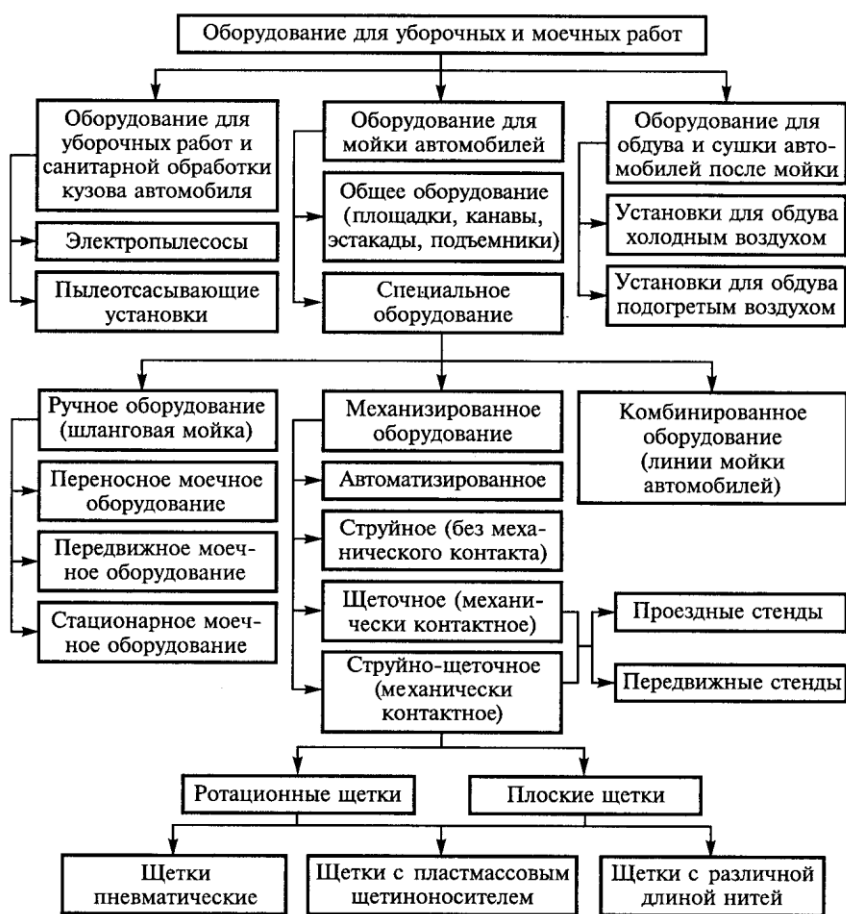 Оборудование для уборочных и моечных работ
Оборудование для
уборочных работ и
санитарной обработки
кузова автомобиля
Электропылесосы
Пылеотсасывающие
установки
Оборудование для
мойки автомобилей
Общее оборудование
(площадки, канавы,
эстакады, подъемники)
Специальное
оборудование
Оборудование для
обдува и сушки авто-
мобилей после мойки
Установки для обдува
холодным воздухом
Установки для обдува
подогретым воздухом
Ручное оборудование
(шланговая мойка)
Переносное моечное
оборудование
Передвижное моеч-
ное оборудование
Стационарное моеч-
ное оборудование
Механизированное
оборудование
Автоматизированное
Струйное (без меха-
нического контакта)
Щеточное (механи-
чески контактное)
Струйно-щеточное
(механически
контактное)
Комбинированное
оборудование
(линии мойки
автомобилей)
Проездные стенды
Передвижные стенды
Ротационные щетки
Плоские щетки
Щетки
пневматические
Щетки с пластмассовым
щетиноносителем
Щетки с различной
длиной нитей